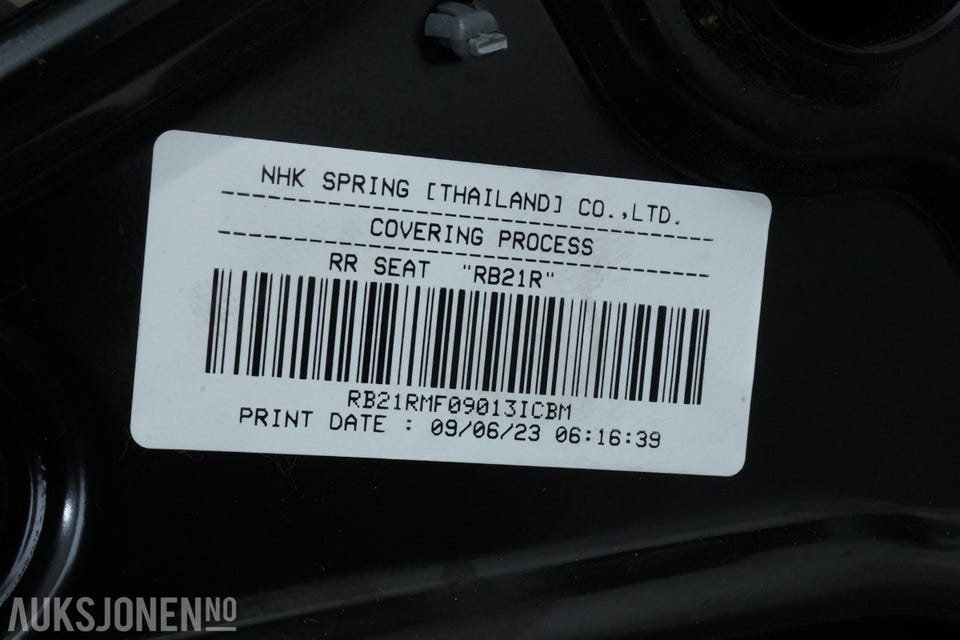 NHK SPRING [THAILAND] CO.,LTD.
COVERING PROCESS
RR SEAT "RB21R"
RB21RMF09013ICBM
PRINT DATE : 09/06/23 06:16:39
AUKSJONEN.NO